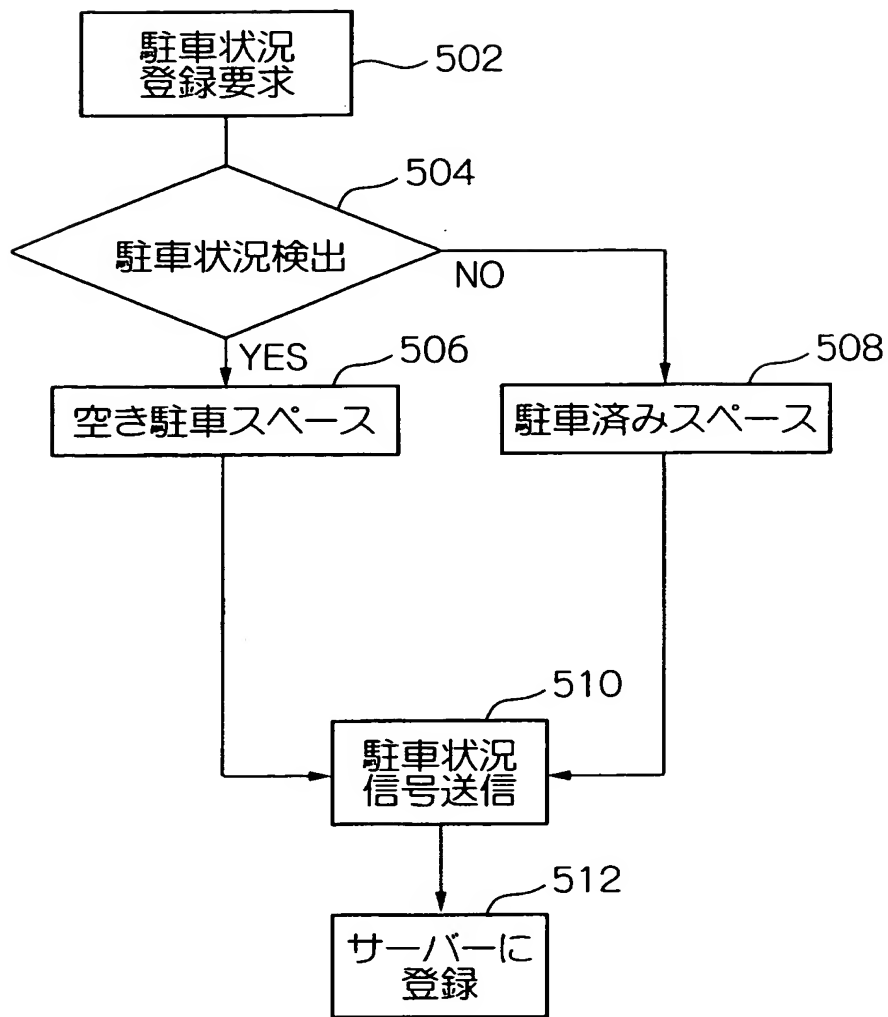 駐車状況
登録要求
502
504
駐車状況検出
NO
YES
506
508
空き駐車スペース
駐車済みスペース
510
駐車状況
信号送信
512
サーバーに
登録